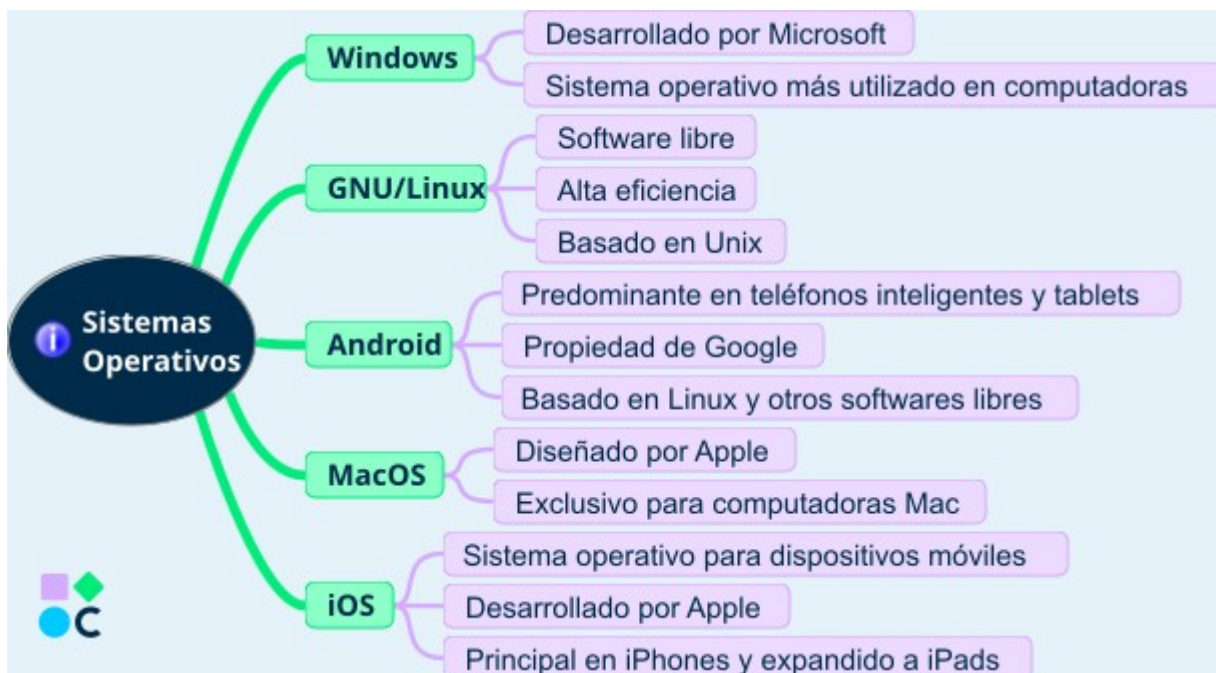 Sistemas
Operativos
Windows
Desarrollado por Microsoft
Sistema operativo más utilizado en computadoras
GNU/Linux
Software libre
Alta eficiencia
Basado en Unix
Android
Predominante en teléfonos inteligentes y tablets
Propiedad de Google
Basado en Linux y otros softwares libres
MacOS
Diseñado por Apple
Exclusivo para computadoras Mac
iOS
Sistema operativo para dispositivos móviles
Desarrollado por Apple
Principal en iPhones y expandido a iPads
C